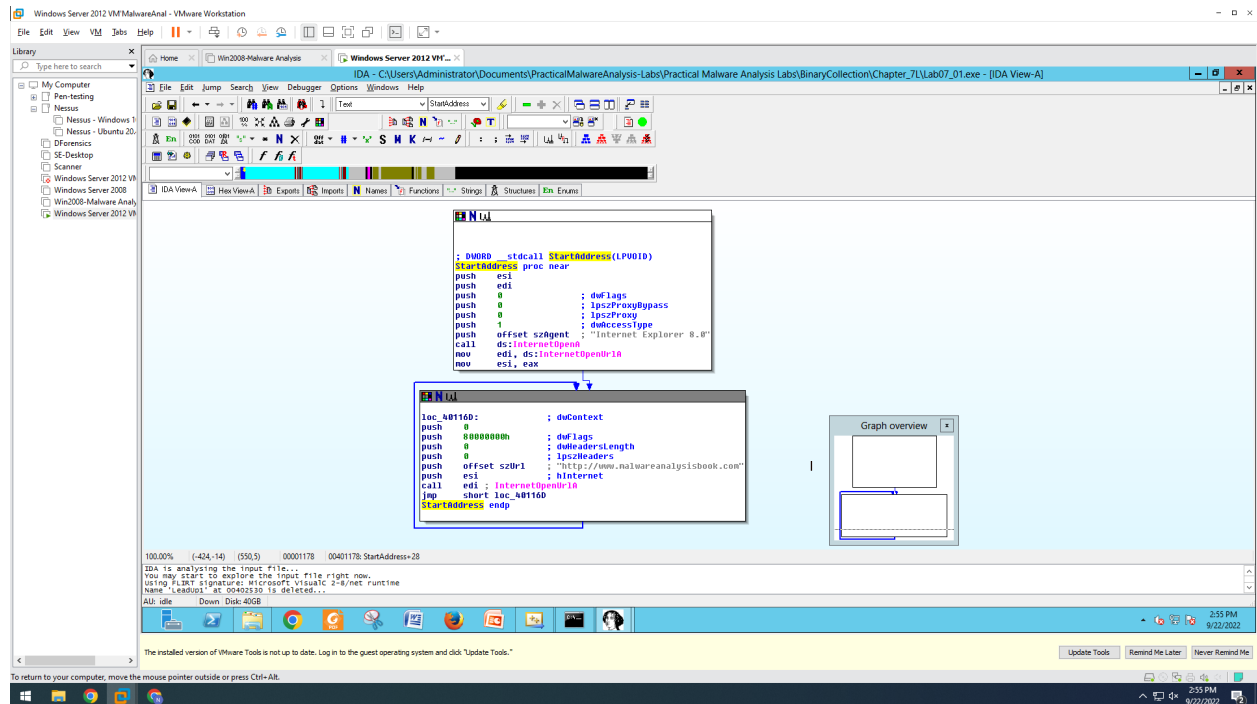 Windows Server 2012 VM'MalwareAnal - VMware Workstation
File Edit View VM Tabs Help
Library
Type here to search
My Computer
Pen-testing
Nessus
Nessus - Windows 1
Nessus - Ubuntu 20.
DForensics
SE-Desktop
Scanner
Windows Server 2012 VM
Windows Server 2008
Win2008-Malware Analy
Windows Server 2012 VM
Home
Win2008-Malware Analysis
Windows Server 2012 VM'...
IDA - C:\Users\Administrator\Documents\PracticalMalwareAnalysis-Labs\Practical Malware Analysis Labs\BinaryCollection\Chapter_7L\Lab07_01.exe - [IDA View-A]
File Edit Jump Search View Debugger Options Windows Help
Text
StartAddress
IDA View-A Hex View-A Exports Imports N Names Functions Strings Structures En Enums
; DWORD __stdcall StartAddress(LPVOID)
StartAddress proc near
push esi
push edi
push 0 ; dwFlags
push 0 ; lpszProxyBypass
push 0 ; lpszProxy
push 1 ; dwAccessType
push offset szAgent ; "Internet Explorer 8.0"
call ds:InternetOpenA
mov edi, ds:InternetOpenUrlA
mov esi, eax
loc_40116D: ; dwContext
push 0
push 80000000h ; dwFlags
push 0 ; dwHeadersLength
push 0 ; lpszHeaders
push offset szUrl ; "http://www.malwareanalysisbook.com"
push esi ; hInternet
call edi ; InternetOpenUrlA
jmp short loc_40116D
StartAddress endp
Graph overview
100.00% (-424,-14) (550,5) 00001178 00401178: StartAddress+28
IDA is analysing the input file...
You may start to explore the input file right now.
Using FLIRT signature: Microsoft VisualC 2-8/net runtime
Name 'LeadUp1' at 00402530 is deleted...
AU: idle Down Disk: 40GB
2:55 PM
9/22/2022
The installed version of VMware Tools is not up to date. Log in to the guest operating system and click "Update Tools."
Update Tools
Remind Me Later
Never Remind Me
To return to your computer, move the mouse pointer outside or press Ctrl+Alt.
2:55 PM
9/22/2022